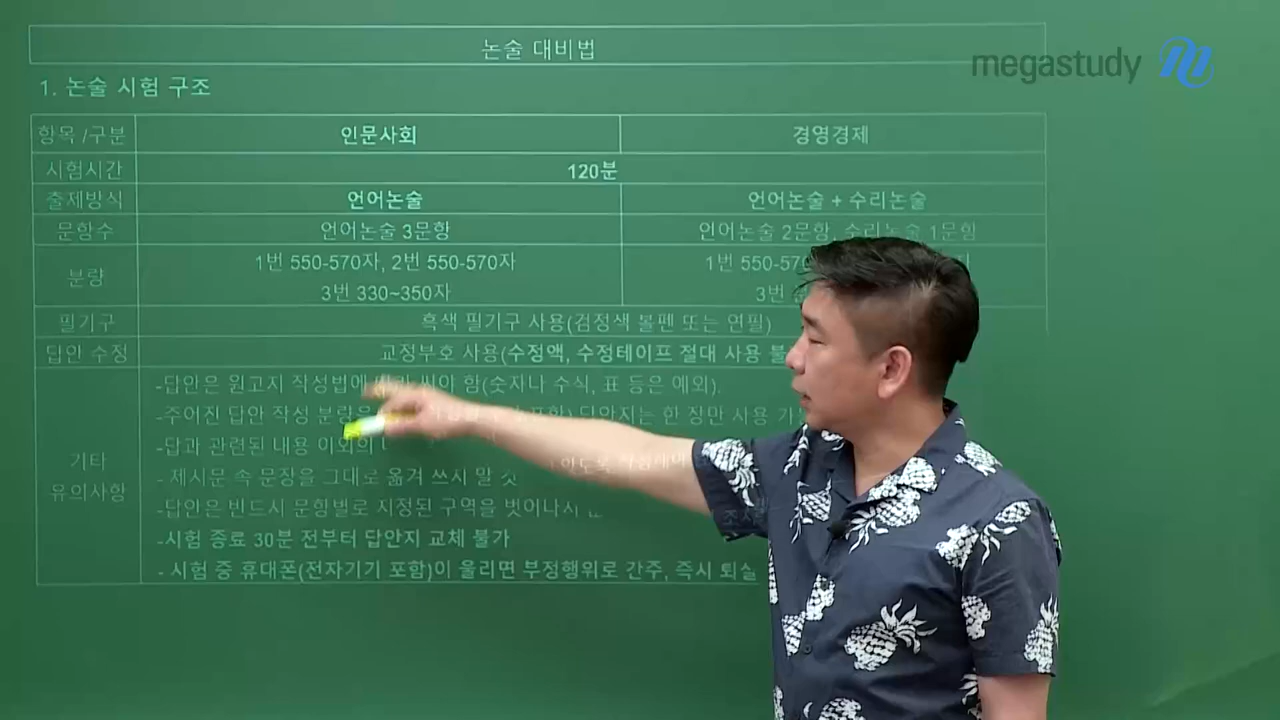 논술 대비법
megastudy
1. 논술 시험 구조
항목 /구분 인문사회 경영경제
시험시간 120분
출제방식 언어논술 언어논술 + 수리논술
문항수 언어논술 3문항 언어논술 2문항, 수리논술 1문항
분량 1번 550-570자, 2번 550-570자 1번
3번 330~350자 3번
필기구 흑색 필기구 사용(검정색 볼펜 또는 연필)
답안 수정 교정부호 사용(수정액, 수정테이프 절대 사용
기타
유의사항
-답안은 원고지 작성법에 따라 써야 함(숫자나 수식, 표 등은 예외).
-주어진 답안 작성 분량은 포함) 답안지는 한 장만 사용
-답과 관련된 내용 이외의
- 제시문 속 문장을 그대로 옮겨 쓰지 말 것
-답안은 반드시 문항별로 지정된 구역을 벗어나지
-시험 종료 30분 전부터 답안지 교체 불가
- 시험 중 휴대폰(전자기기 포함)이 울리면 부정행위로 간주, 즉시 퇴실